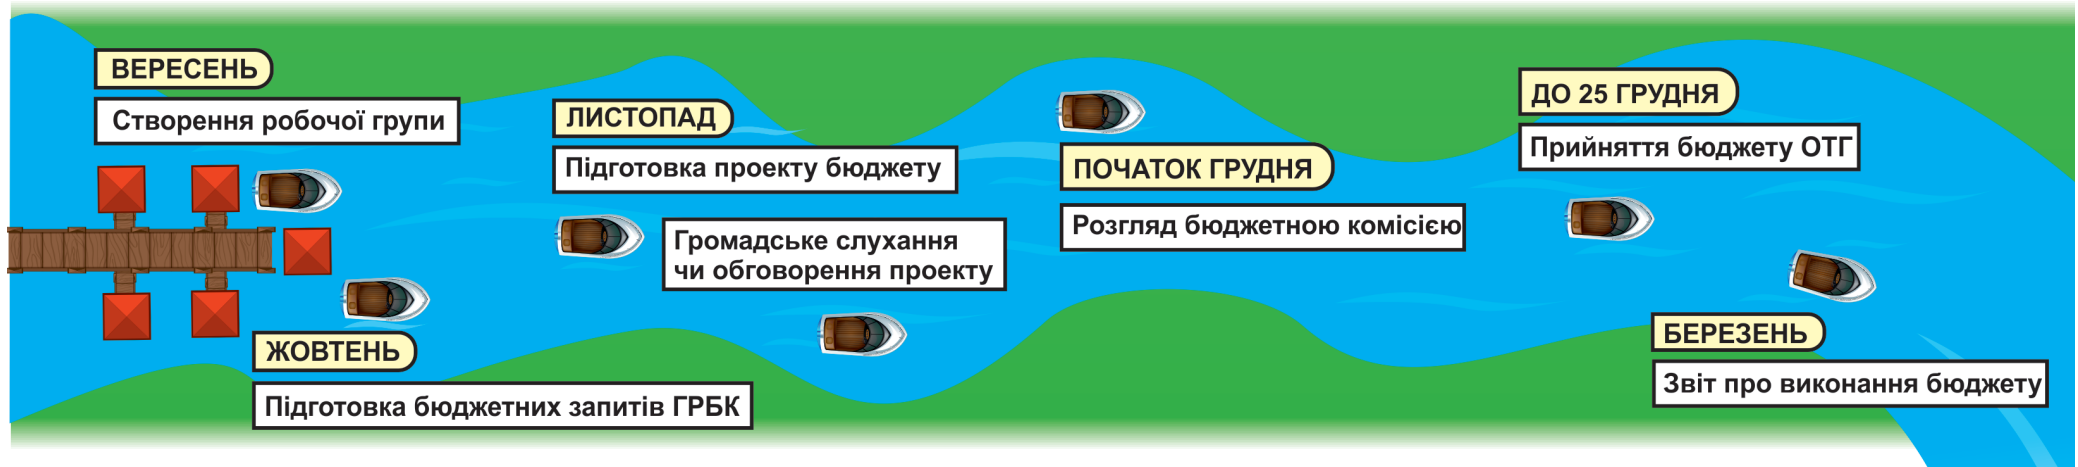 ВЕРЕСЕНЬ
Створення робочої групи
ЖОВТЕНЬ
Підготовка бюджетних запитів ГРБК
ЛИСТОПАД
Підготовка проекту бюджету
Громадське слухання
чи обговорення проекту
ПОЧАТОК ГРУДНЯ
Розгляд бюджетною комісією
ДО 25 ГРУДНЯ
Прийняття бюджету ОТГ
БЕРЕЗЕНЬ
Звіт про виконання бюджету